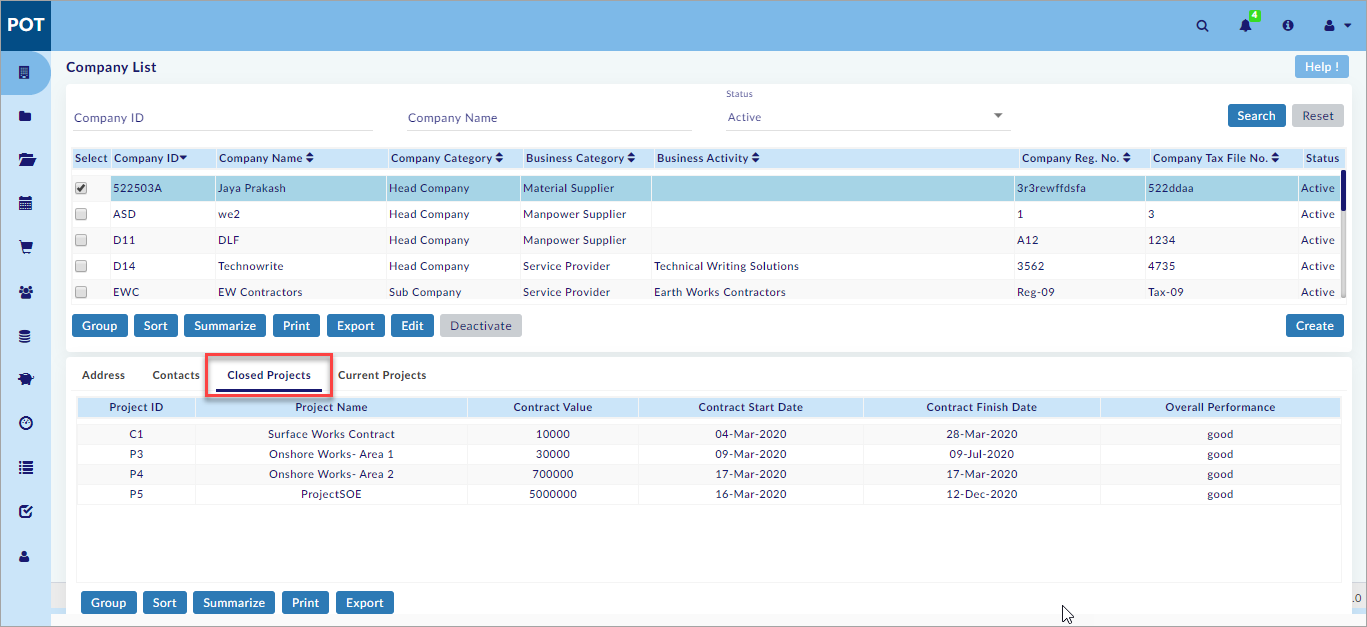 POT
4
Company List
Help !
Status
Company ID Company Name Active Search Reset
Select Company ID Company Name Company Category Business Category Business Activity Company Reg. No. Company Tax File No. Status
522503A Jaya Prakash Head Company Material Supplier 3r3rewffdsfa 522ddaa Active
ASD we2 Head Company Manpower Supplier 1 3 Active
D11 DLF Head Company Manpower Supplier A12 1234 Active
D14 Technowrite Head Company Service Provider Technical Writing Solutions 3562 4735 Active
EWC EW Contractors Sub Company Service Provider Earth Works Contractors Reg-09 Tax-09 Active
Group Sort Summarize Print Export Edit Deactivate Create
Address Contacts Closed Projects Current Projects
Project ID Project Name Contract Value Contract Start Date Contract Finish Date Overall Performance
C1 Surface Works Contract 10000 04-Mar-2020 28-Mar-2020 good
P3 Onshore Works- Area 1 30000 09-Mar-2020 09-Jul-2020 good
P4 Onshore Works- Area 2 700000 17-Mar-2020 17-Mar-2020 good
P5 ProjectSOE 5000000 16-Mar-2020 12-Dec-2020 good
Group Sort Summarize Print Export